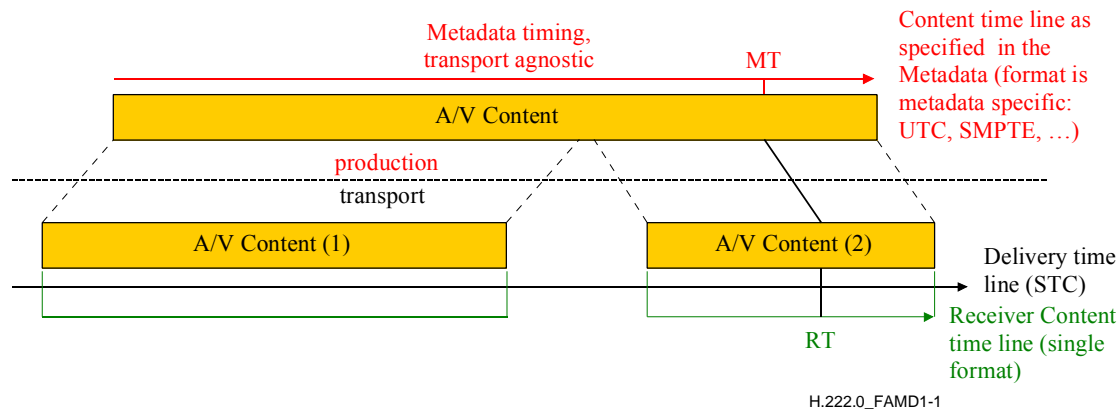 Metadata timing,
transport agnostic
MT
Content time line as
specified in the
Metadata (format is
metadata specific:
UTC, SMPTE, …)
A/V Content
production
transport
A/V Content (1)
A/V Content (2)
Delivery time
line (STC)
RT
Receiver Content
time line (single
format)
H.222.0_FAMD1-1